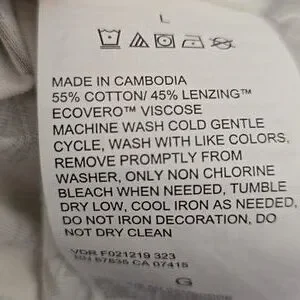 L
MADE IN CAMBODIA
55% COTTON/ 45% LENZING™
ECOVERO™ VISCOSE
MACHINE WASH COLD GENTLE
CYCLE, WASH WITH LIKE COLORS,
REMOVE PROMPTLY FROM
WASHER, ONLY NON CHLORINE
BLEACH WHEN NEEDED, TUMBLE
DRY LOW, COOL IRON AS NEEDED,
DO NOT IRON DECORATION, DO
NOT DRY CLEAN
VDR F021219 323
CA 07415
G